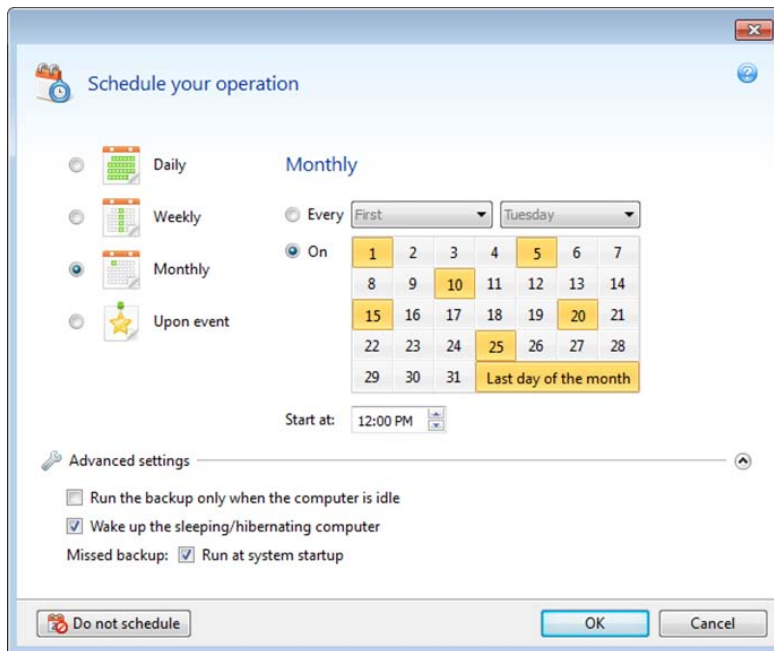 Schedule your operation
Daily
Weekly
Monthly
Upon event
Monthly
Every First Tuesday
On
1 2 3 4 5 6 7
8 9 10 11 12 13 14
15 16 17 18 19 20 21
22 23 24 25 26 27 28
29 30 31 Last day of the month
Start at: 12:00 PM
Advanced settings
Run the backup only when the computer is idle
Wake up the sleeping/hibernating computer
Missed backup: Run at system startup
Do not schedule OK Cancel